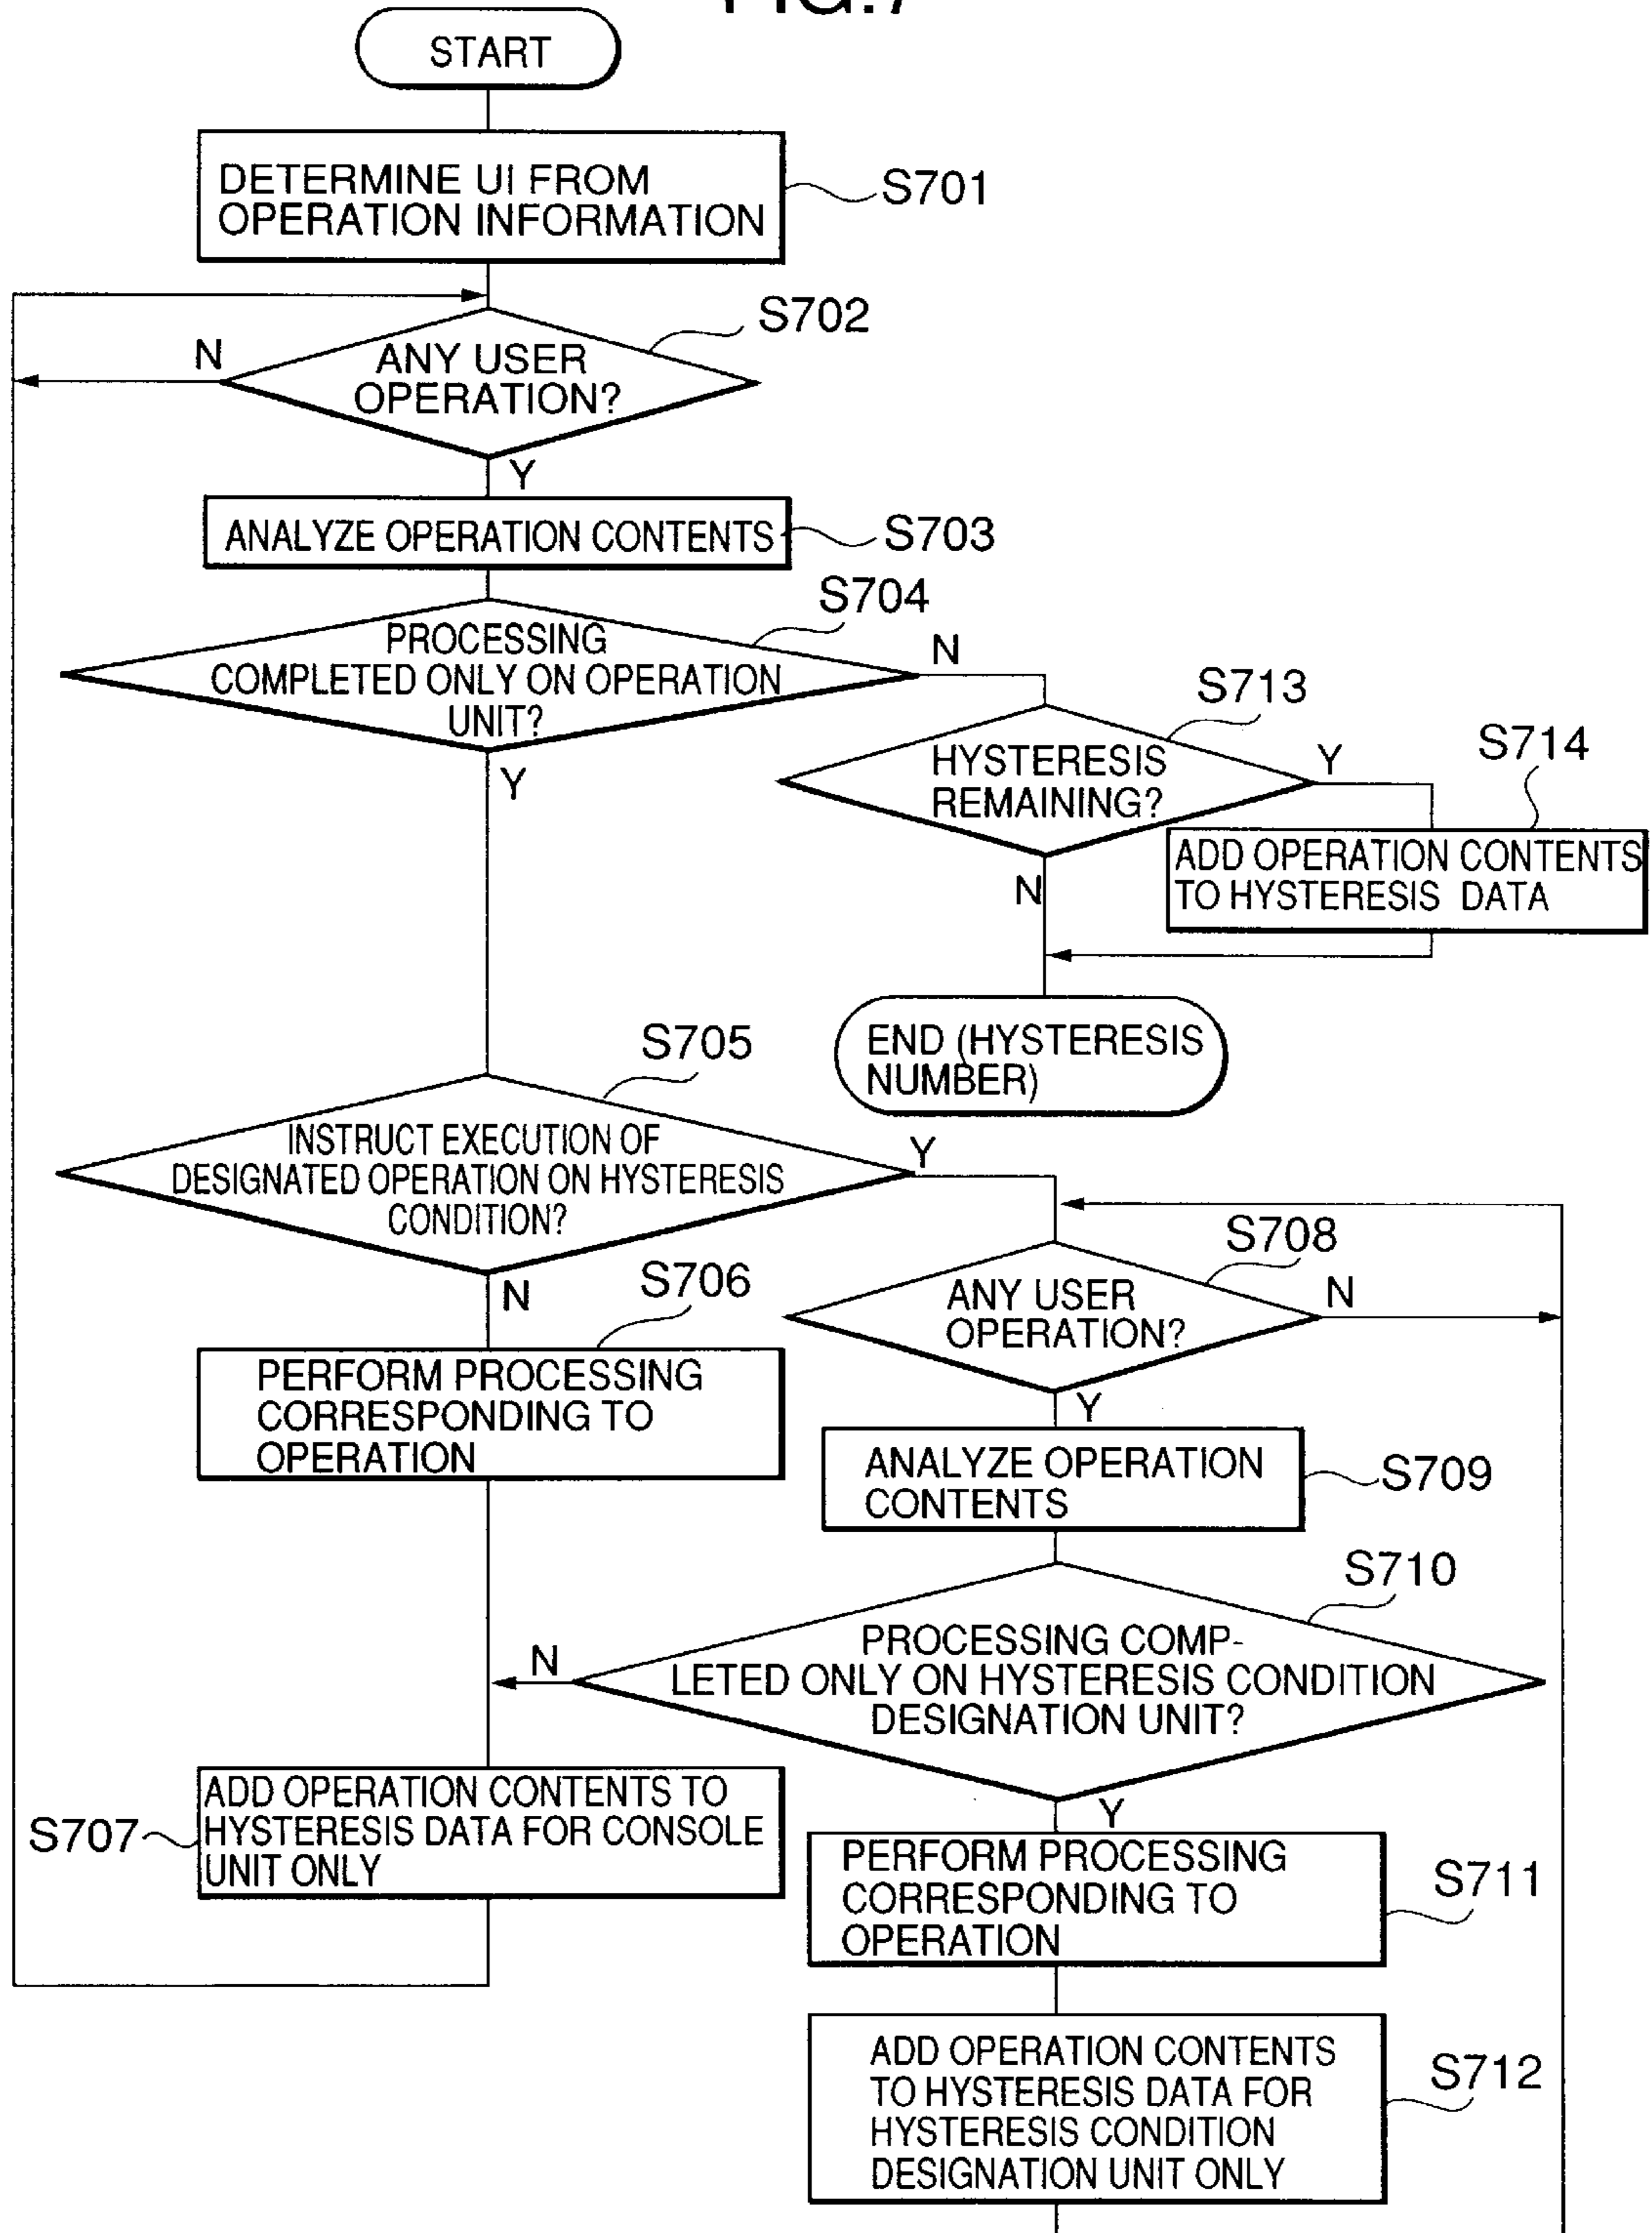 FIG.7
START
DETERMINE UI FROM
OPERATION INFORMATION
S701
S702
N
ANY USER
OPERATION?
Y
ANALYZE OPERATION CONTENTS
S703
S704
PROCESSING
COMPLETED ONLY ON OPERATION
UNIT?
N
Y
S713
HYSTERESIS
REMAINING?
Y
N
S714
ADD OPERATION CONTENTS
TO HYSTERESIS DATA
END (HYSTERESIS
NUMBER)
S705
INSTRUCT EXECUTION OF
DESIGNATED OPERATION ON HYSTERESIS
CONDITION?
Y
N
S706
PERFORM PROCESSING
CORRESPONDING TO
OPERATION
S708
ANY USER
OPERATION?
N
Y
ANALYZE OPERATION
CONTENTS
S709
S710
PROCESSING COMP-
LETED ONLY ON HYSTERESIS CONDITION
DESIGNATION UNIT?
N
Y
S707
ADD OPERATION CONTENTS TO
HYSTERESIS DATA FOR CONSOLE
UNIT ONLY
PERFORM PROCESSING
CORRESPONDING TO
OPERATION
S711
ADD OPERATION CONTENTS
TO HYSTERESIS DATA FOR
HYSTERESIS CONDITION
DESIGNATION UNIT ONLY
S712